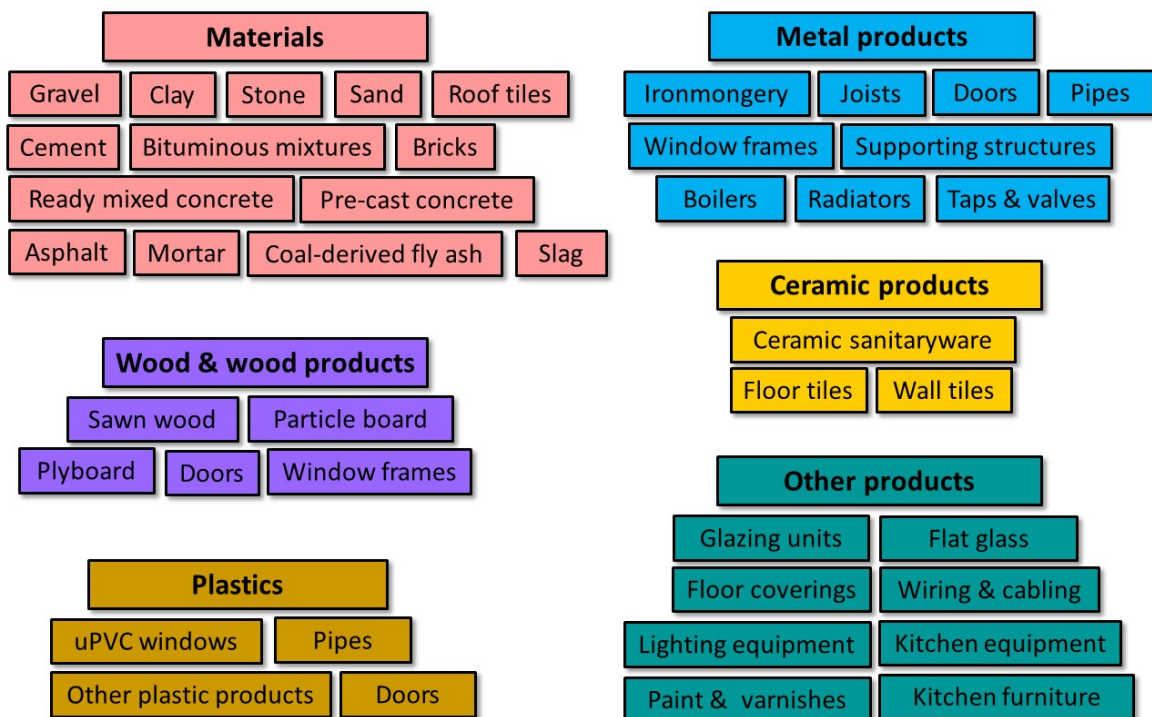 Materials
Gravel Clay Stone Sand Roof tiles
Cement Bituminous mixtures Bricks
Ready mixed concrete Pre-cast concrete
Asphalt Mortar Coal-derived fly ash Slag
Wood & wood products
Sawn wood Particle board
Plyboard Doors Window frames
Plastics
uPVC windows Pipes
Other plastic products Doors
Metal products
Ironmongery Joists Doors Pipes
Window frames Supporting structures
Boilers Radiators Taps & valves
Ceramic products
Ceramic sanitaryware
Floor tiles Wall tiles
Other products
Glazing units Flat glass
Floor coverings Wiring & cabling
Lighting equipment Kitchen equipment
Paint & varnishes Kitchen furniture